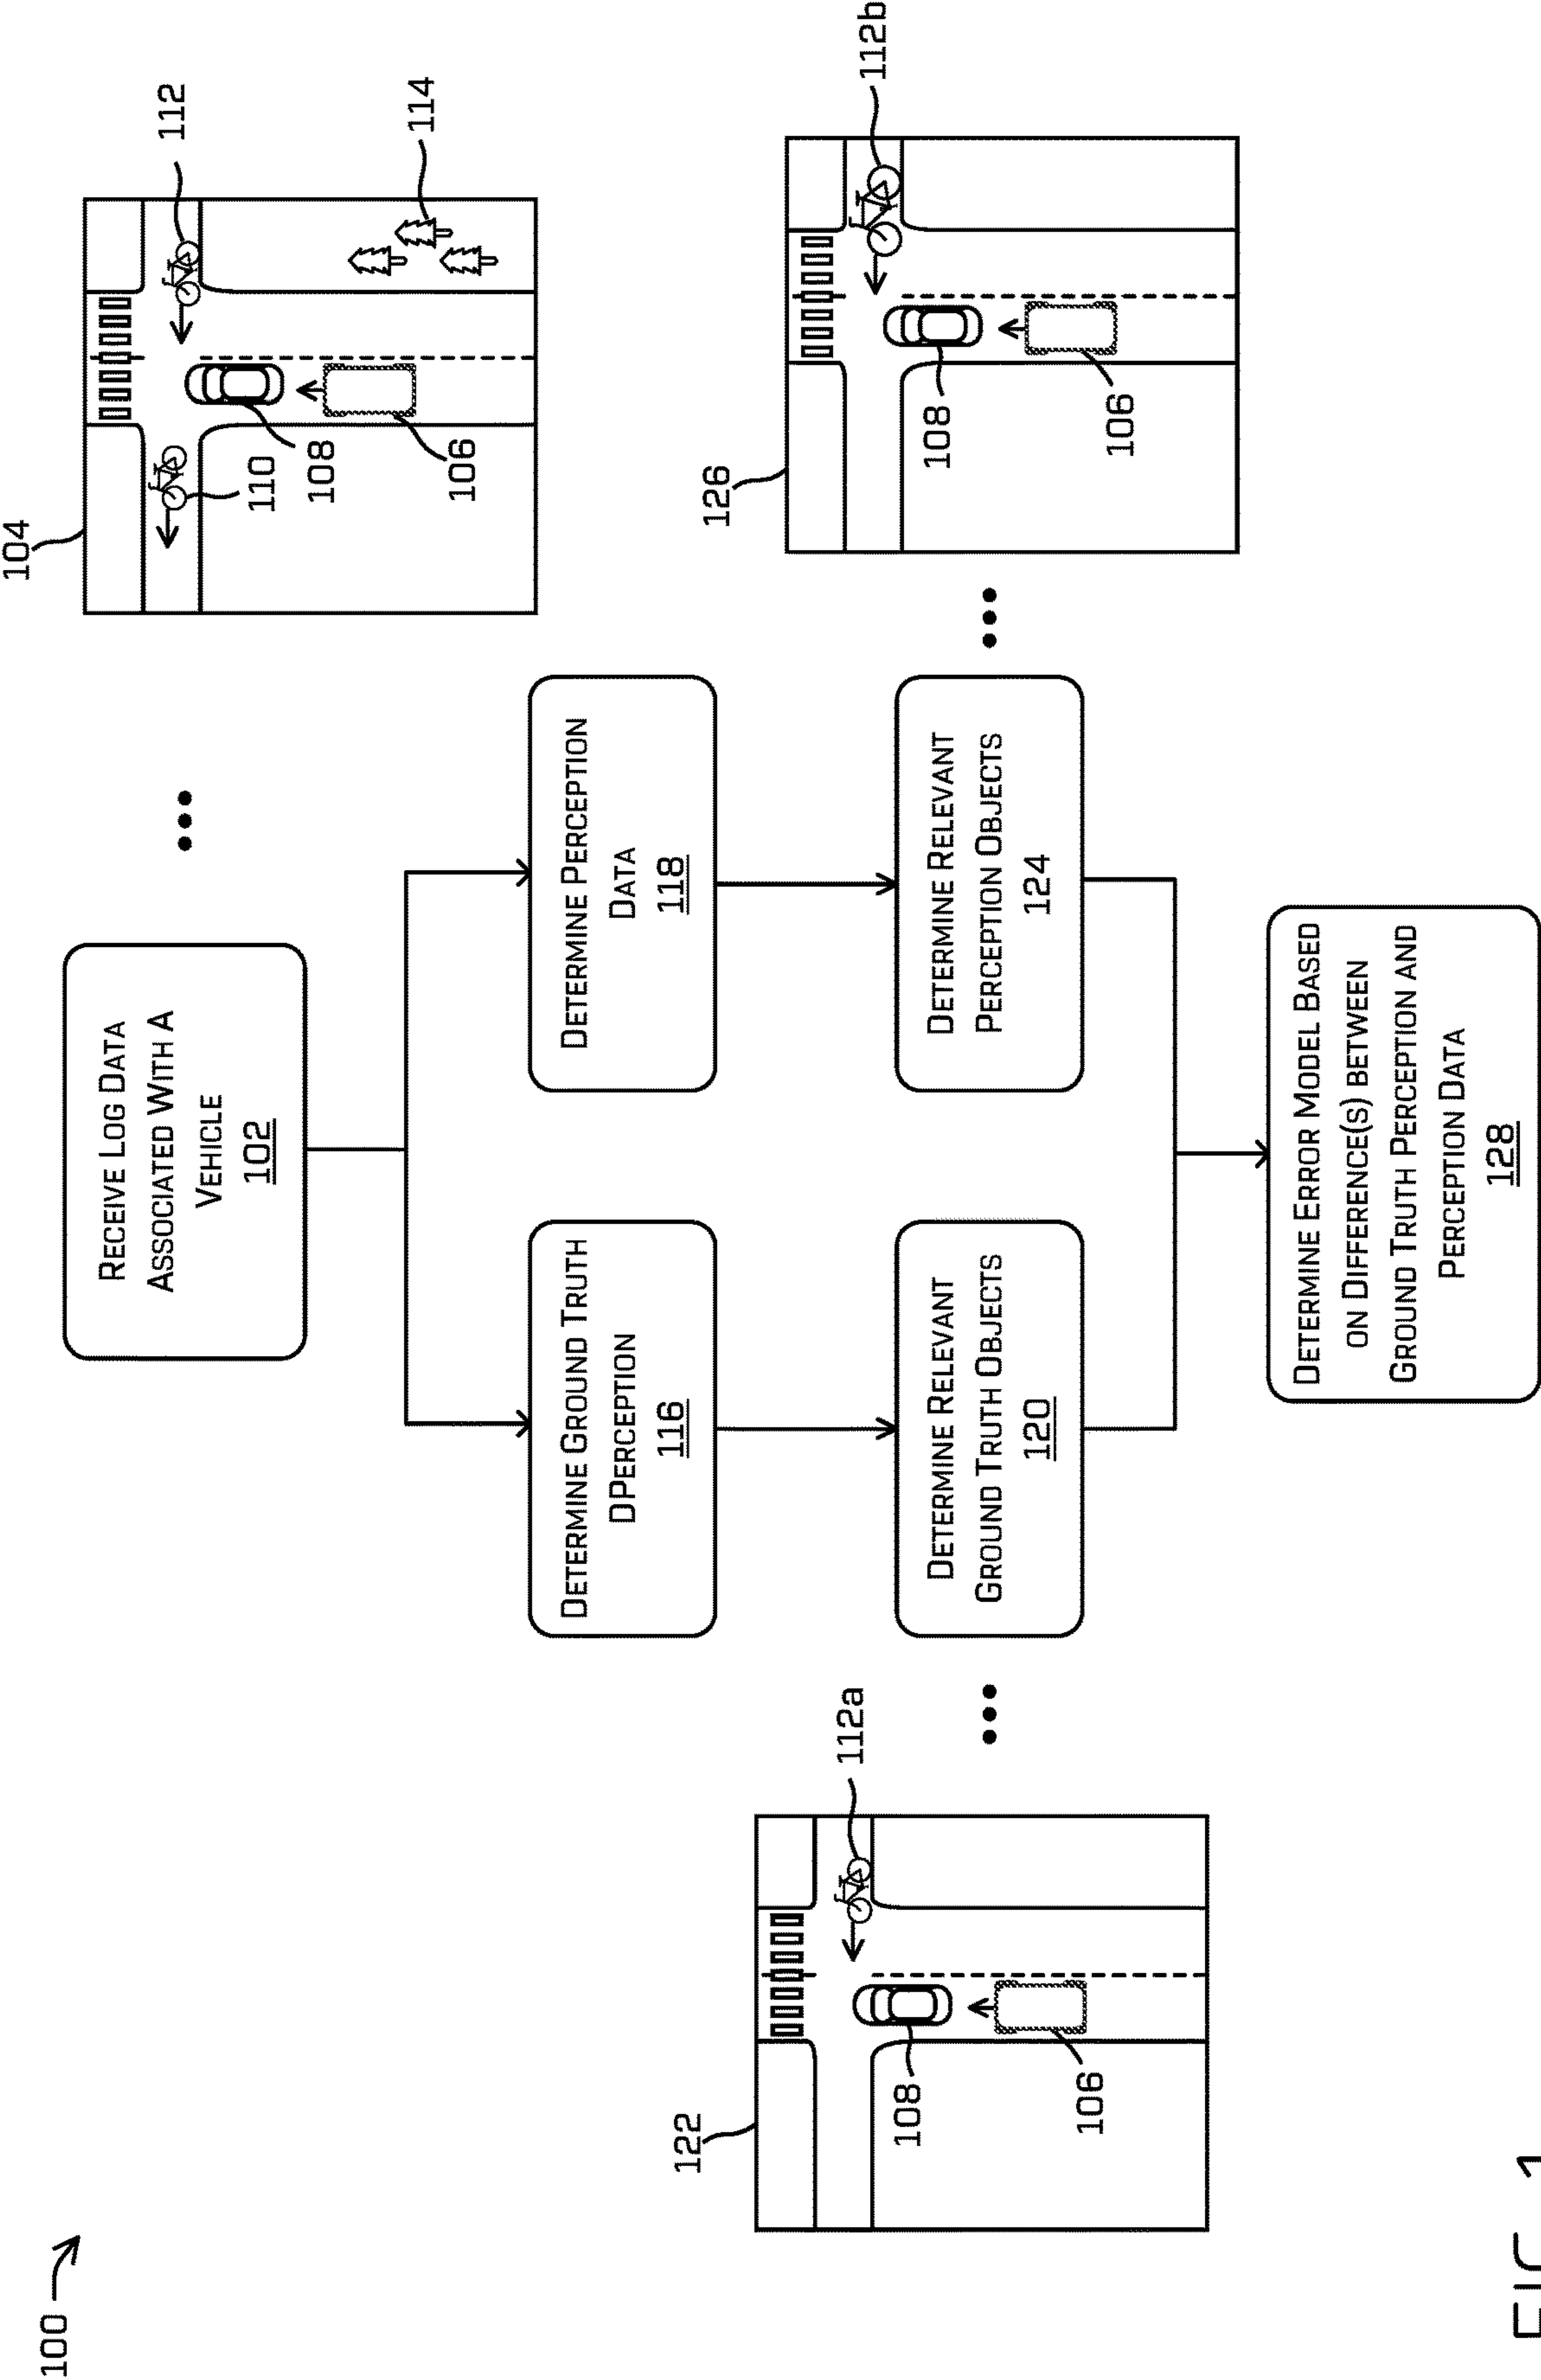 100
104
RECEIVE LOG DATA
ASSOCIATED WITH A
VEHICLE
102
112
110
108
106
114
DETERMINE GROUND TRUTH
DPERCEPTION
116
DETERMINE PERCEPTION
DATA
118
122
112a
108
106
DETERMINE RELEVANT
GROUND TRUTH OBJECTS
120
DETERMINE RELEVANT
PERCEPTION OBJECTS
124
126
112b
108
106
DETERMINE ERROR MODEL BASED
ON DIFFERENCE(S) BETWEEN
GROUND TRUTH PERCEPTION AND
PERCEPTION DATA
128
FIG. 1